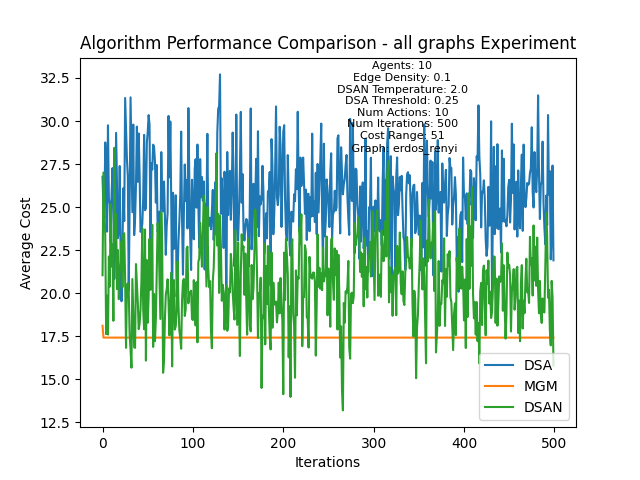 Algorithm Performance Comparison - all graphs Experiment
Agents: 10
Edge Density: 0.1
DSAN Temperature: 2.0
DSA Threshold: 0.25
Num Actions: 10
Num Iterations: 500
Cost Range: 51
Graph, erdos_renyi
Average Cost
32.5
30.0
27.5
25.0
22.5
20.0
17.5
15.0
12.5
0
100
200
300
400
500
Iterations
DSA
MGM
DSAN